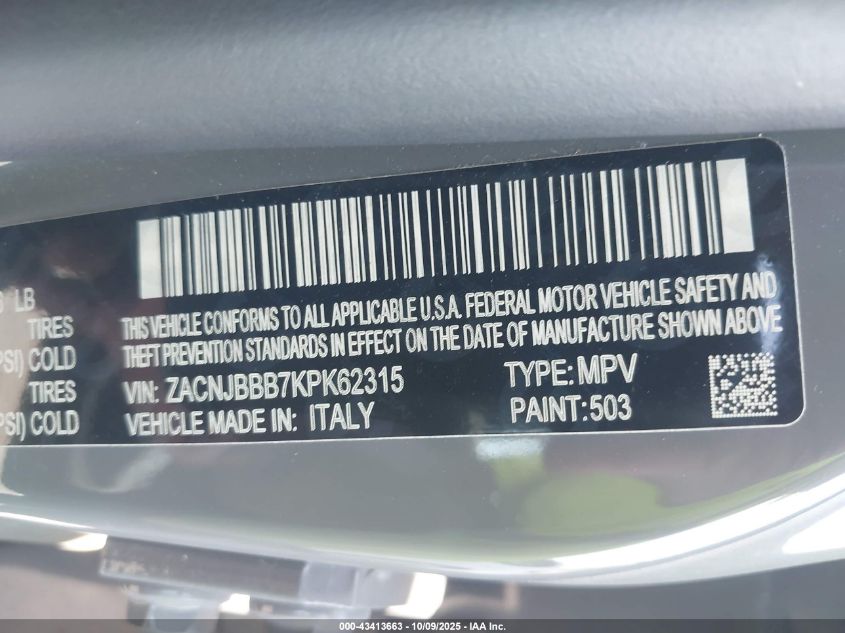 LB
TIRES
PSI) COLD
TIRES
PSI) COLD
THIS VEHICLE CONFORMS TO ALL APPLICABLE U.S.A. FEDERAL MOTOR VEHICLE SAFETY AND
THEFT PREVENTION STANDARDS IN EFFECT ON THE DATE OF MANUFACTURE SHOWN ABOVE
VIN: ZACNJBBB7KPK62315 TYPE: MPV
VEHICLE MADE IN: ITALY PAINT: 503
000-43413663 - 10/09/2025 - IAA Inc.